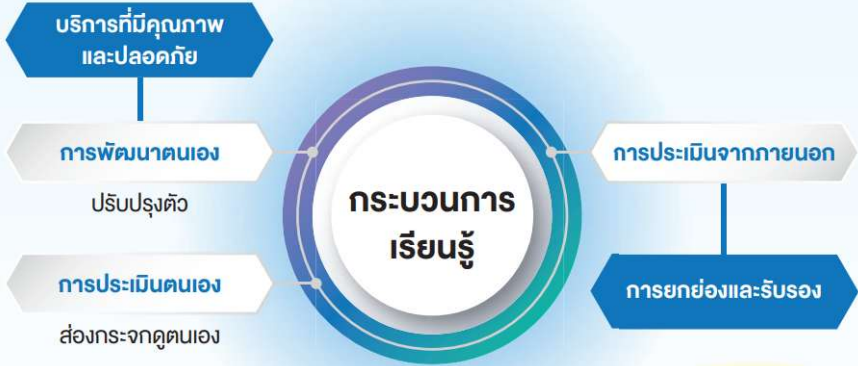 บริการที่มีคุณภาพ
และปลอดภัย
การพัฒนาตนเอง
ปรับปรุงตัว
การประเมินตนเอง
ส่องกระจกดูตนเอง
กระบวนการ
เรียนรู้
การประเมินจากภายนอก
การยกย่องและรับรอง